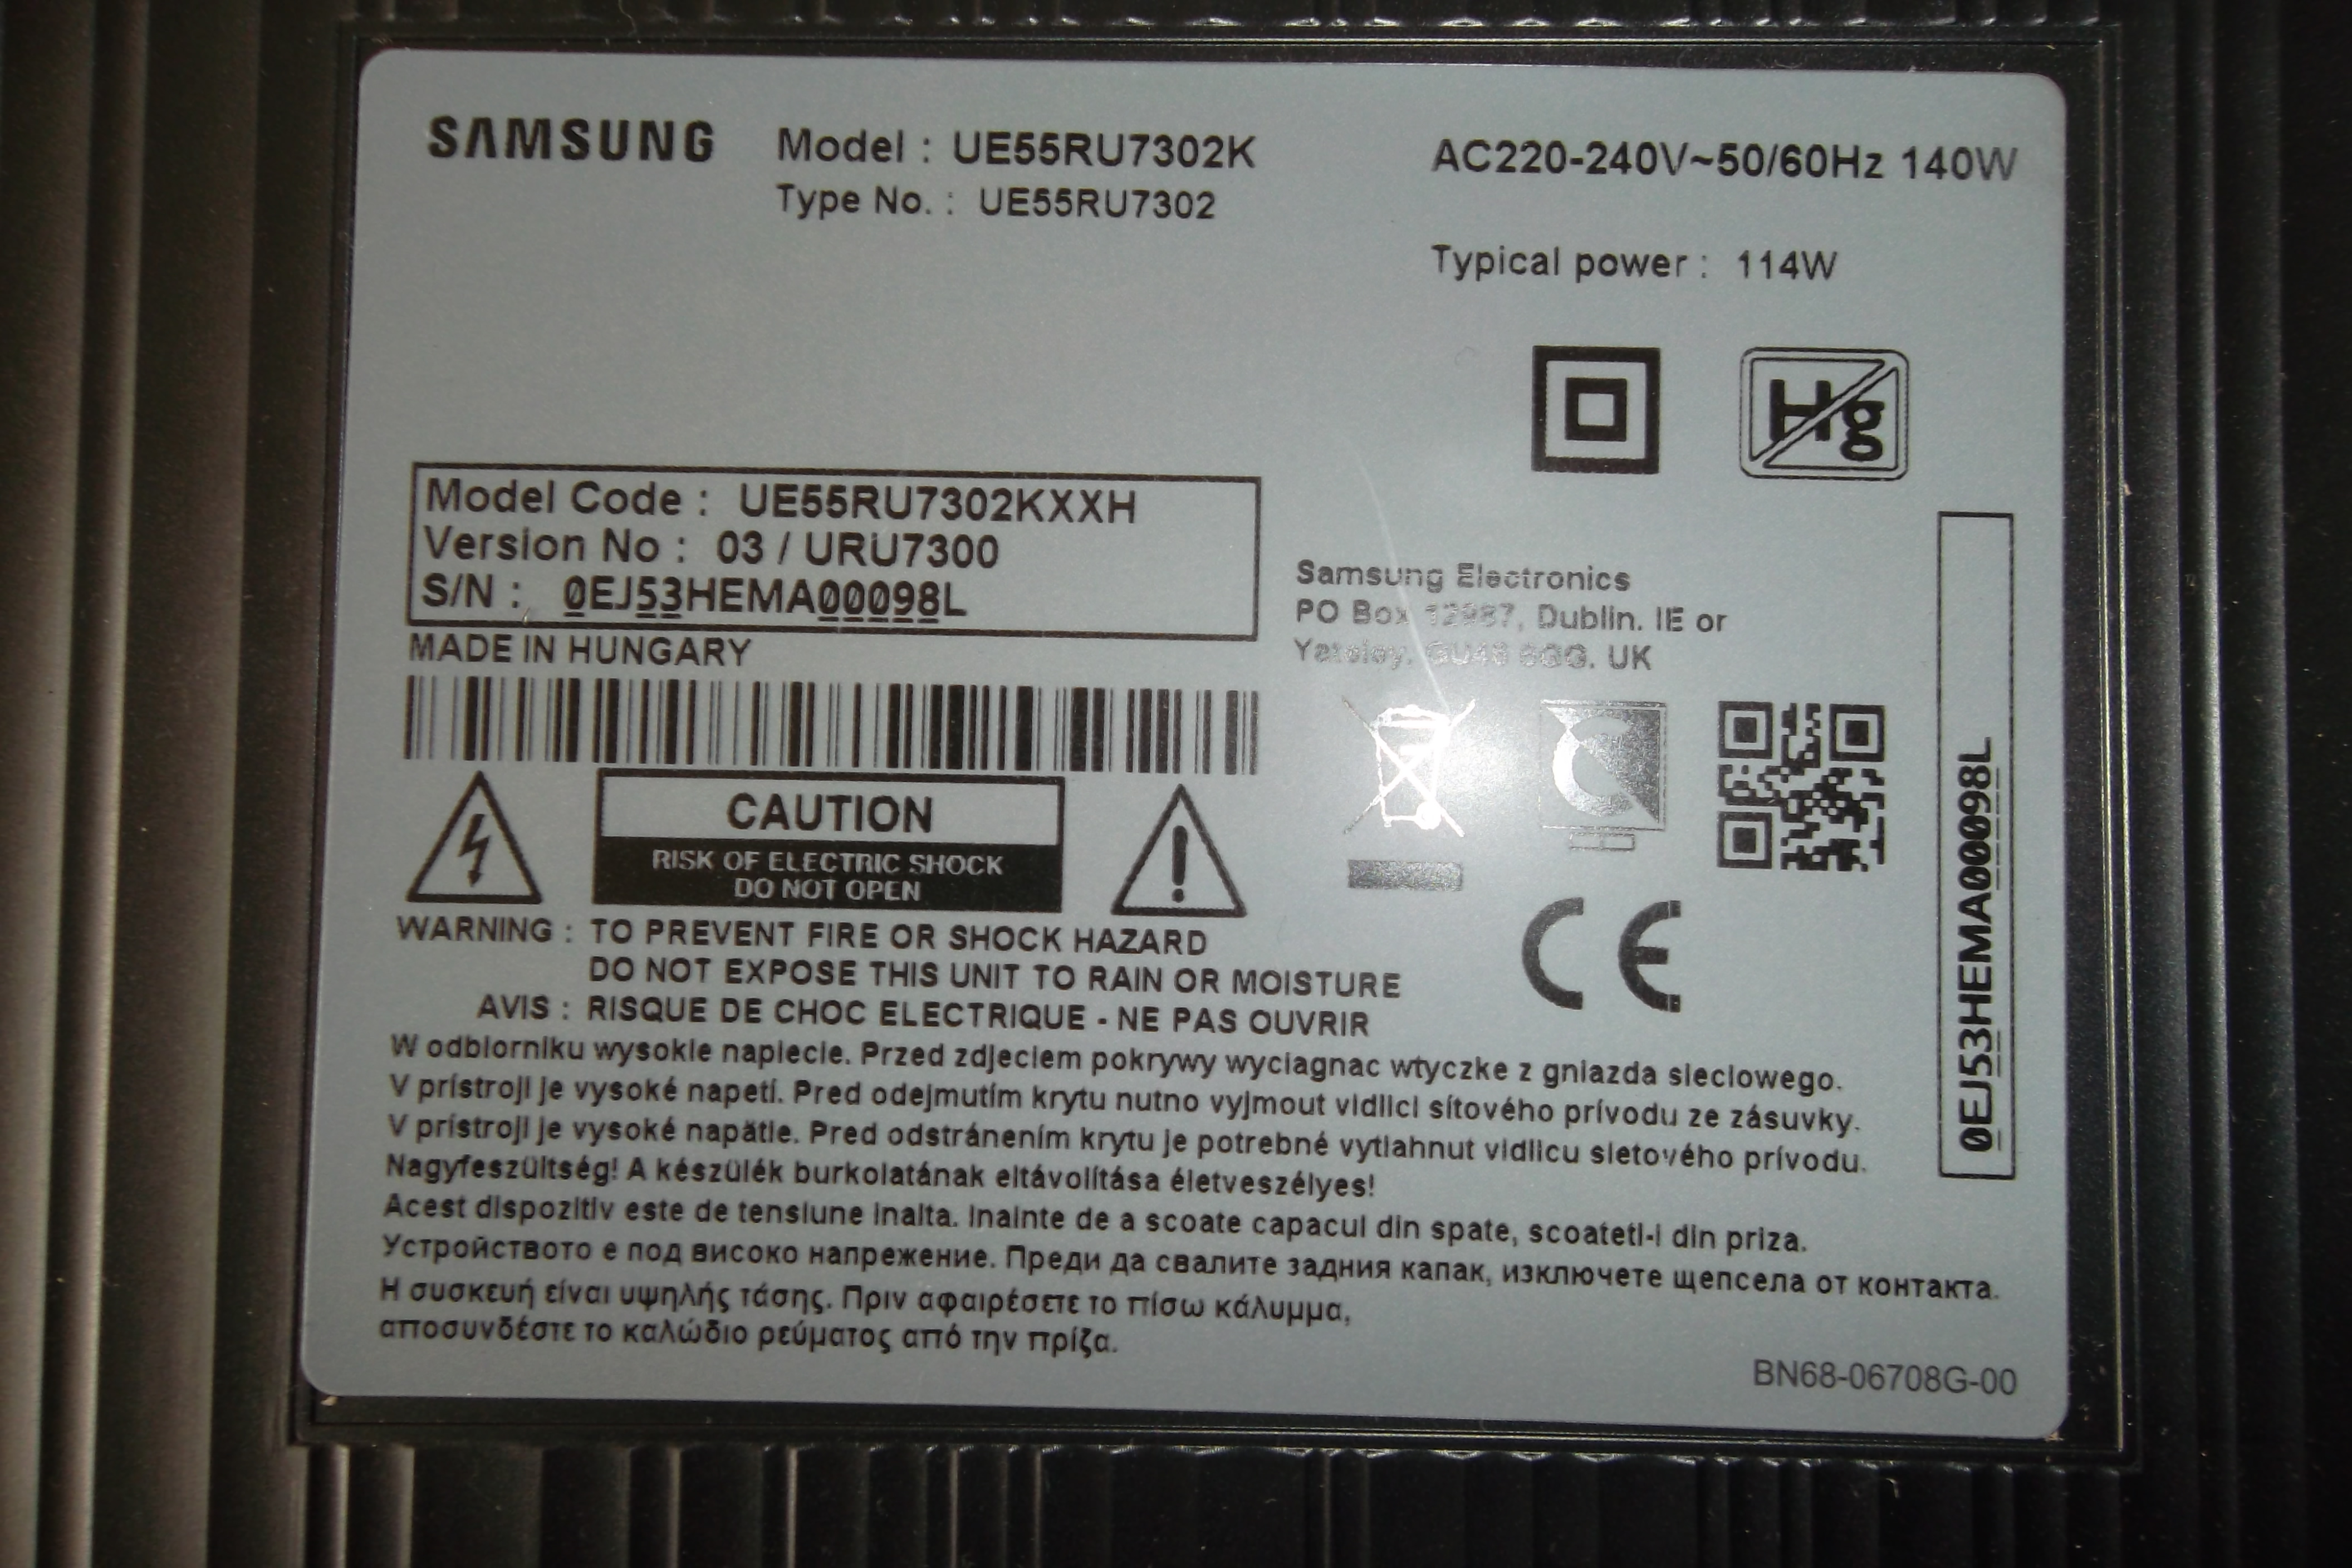 SAMSUNG
Model : UE55RU7302K
Type No. : UE55RU7302
AC220-240V~50/60Hz 140W
Typical power : 114W
Hg
Model Code : UE55RU7302KXXH
Version No : 03 / URU7300
S/N : 0EJ53HEMA00098L
MADE IN HUNGARY
Samsung Electronics
PO Box 12987, Dublin. IE or
Yateley. GU46 6GG. UK
CAUTION
RISK OF ELECTRIC SHOCK
DO NOT OPEN
CE
0EJ53HEMA00098L
WARNING : TO PREVENT FIRE OR SHOCK HAZARD
DO NOT EXPOSE THIS UNIT TO RAIN OR MOISTURE
AVIS : RISQUE DE CHOC ELECTRIQUE - NE PAS OUVRIR
W odbiorniku wysokie napiecie. Przed zdjeciem pokrywy wyciagnac wtyczke z gniazda sieciowego.
V prístroji je vysoké napetí. Pred odejmutím krytu nutno vyjmout vidlici sítového prívodu ze zásuvky.
V prístroji je vysoké napätie. Pred odstránením krytu je potrebné vytiahnut vidlicu sietového prívodu.
Nagyfeszültség! A készülék burkolatának eltávolítása életveszélyes!
Acest dispozitiv este de tensiune inalta. Inainte de a scoate capacul din spate, scoateti-i din priza.
Устройството е под високо напрежение. Преди да свалите задния капак, изключете щепсела от контакта.
Η συσκευή είναι υψηλής τάσης. Πριν αφαιρέσετε το πίσω κάλυμμα,
αποσυνδέστε το καλώδιο ρεύματος από την πρίζα.
BN68-06708G-00